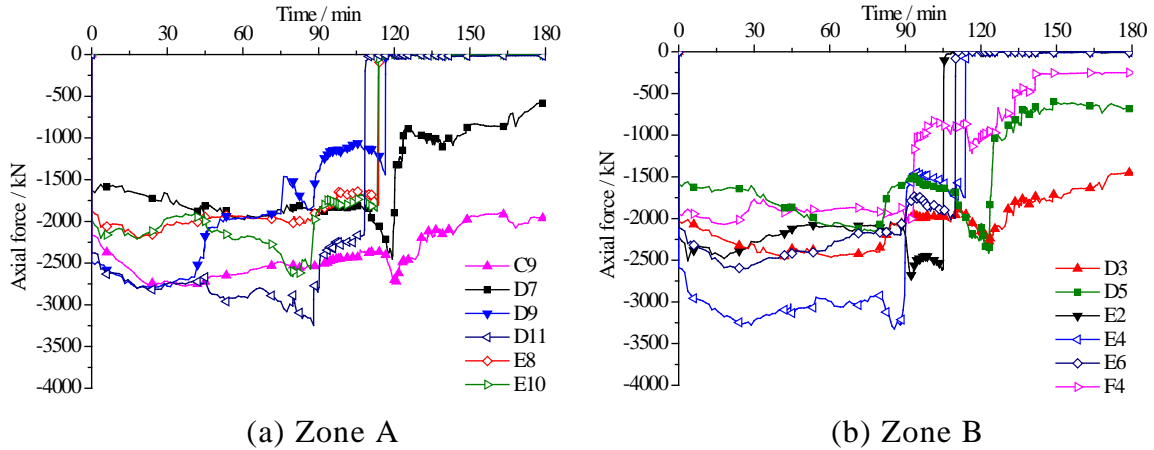 Time / min
0 30 60 90 120 150 180
0
-500
-1000
-1500
-2000
-2500
-3000
-3500
-4000
Axial force / kN
C9
D7
D9
D11
E8
E10
(a) Zone A
Time / min
0 30 60 90 120 150 180
0
-500
-1000
-1500
-2000
-2500
-3000
-3500
-4000
Axial force / kN
D3
D5
E2
E4
E6
F4
(b) Zone B